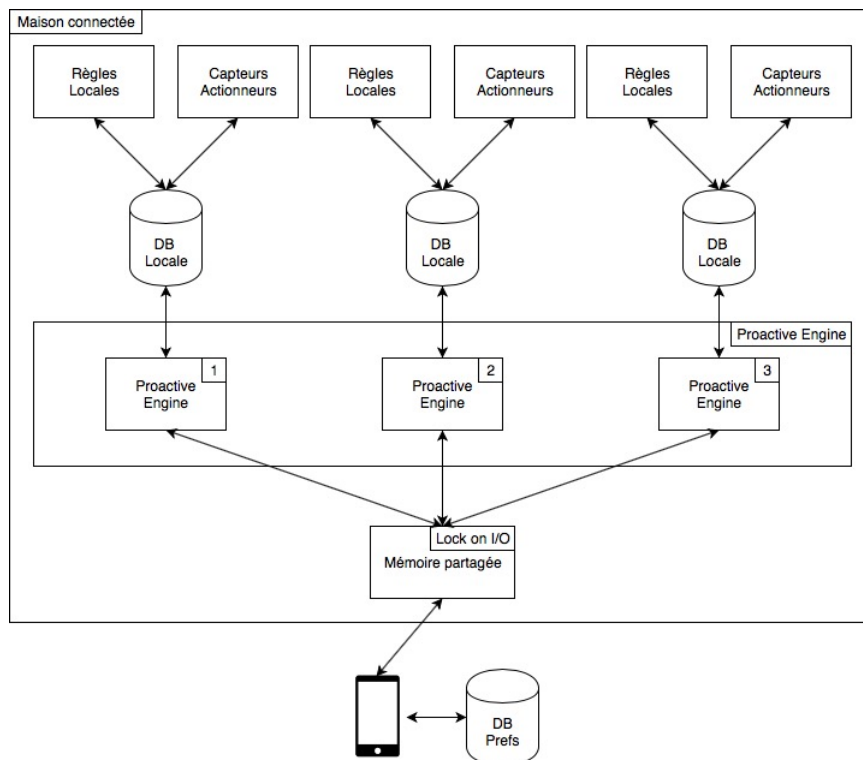 Maison connectée
Règles
Locales
Capteurs
Actionneurs
Règles
Locales
Capteurs
Actionneurs
Règles
Locales
Capteurs
Actionneurs
DB
Locale
DB
Locale
DB
Locale
Proactive Engine
1
Proactive
Engine
2
Proactive
Engine
3
Proactive
Engine
Lock on I/O
Mémoire partagée
DB
Prefs